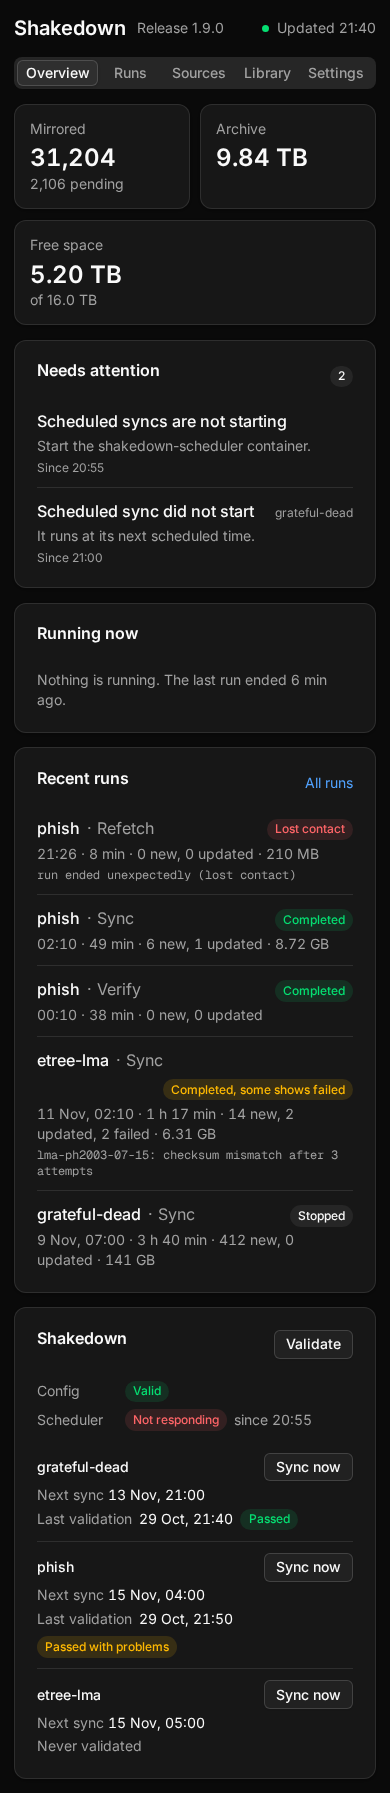 Shakedown Release 1.9.0 Updated 21:40
Overview Runs Sources Library Settings
Mirrored
31,204
2,106 pending
Archive
9.84 TB
Free space
5.20 TB
of 16.0 TB
Needs attention 2
Scheduled syncs are not starting
Start the shakedown-scheduler container.
Since 20:55
Scheduled sync did not start grateful-dead
It runs at its next scheduled time.
Since 21:00
Running now
Nothing is running. The last run ended 6 min
ago.
Recent runs All runs
phish · Refetch Lost contact
21:26 · 8 min · 0 new, 0 updated · 210 MB
run ended unexpectedly (lost contact)
phish · Sync Completed
02:10 · 49 min · 6 new, 1 updated · 8.72 GB
phish · Verify Completed
00:10 · 38 min · 0 new, 0 updated
etree-lma · Sync
Completed, some shows failed
11 Nov, 02:10 · 1 h 17 min · 14 new, 2
updated, 2 failed · 6.31 GB
lma-ph2003-07-15: checksum mismatch after 3
attempts
grateful-dead · Sync Stopped
9 Nov, 07:00 · 3 h 40 min · 412 new, 0
updated · 141 GB
Shakedown Validate
Config Valid
Scheduler Not responding since 20:55
grateful-dead Sync now
Next sync 13 Nov, 21:00
Last validation 29 Oct, 21:40 Passed
phish Sync now
Next sync 15 Nov, 04:00
Last validation 29 Oct, 21:50
Passed with problems
etree-lma Sync now
Next sync 15 Nov, 05:00
Never validated